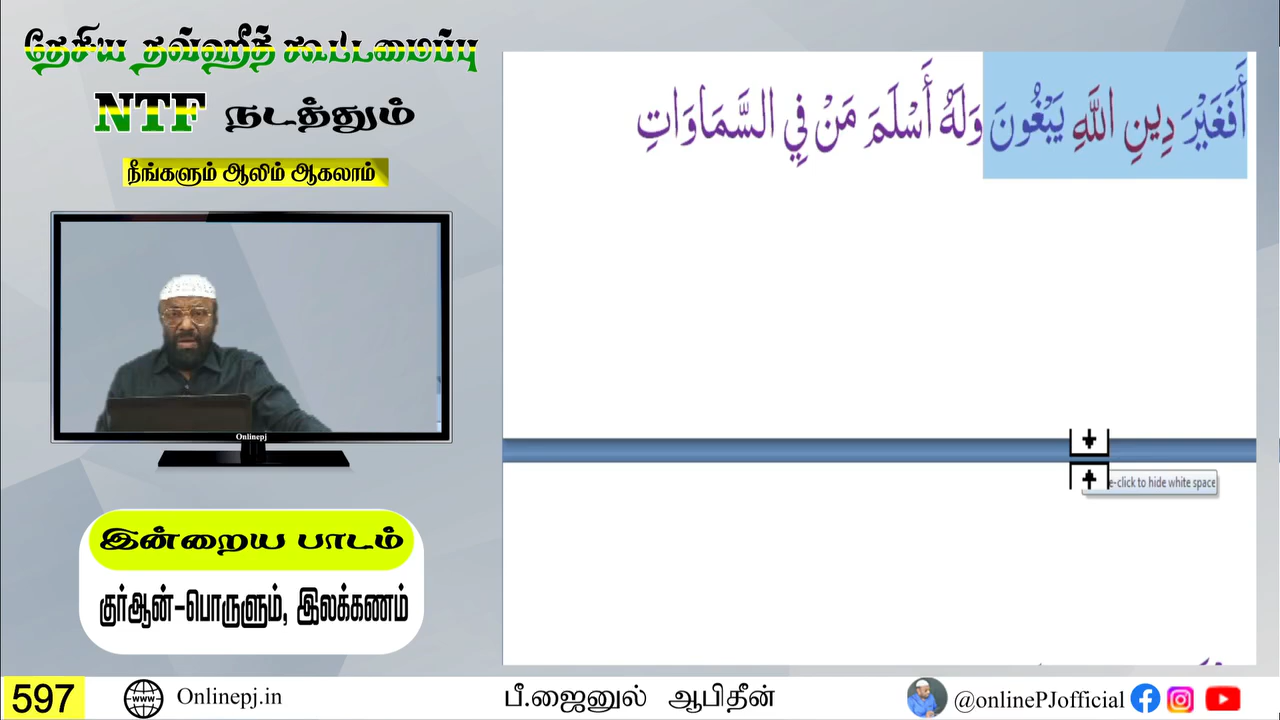 தேசிய தவ்ஹீத் கூட்டமைப்பு
NTF நடத்தும்
நீங்களும் ஆலிம் ஆகலாம்
أَفَغَيْرَ دِينِ اللَّهِ يَبْغُونَ وَلَهُ أَسْلَمَ مَنْ فِي السَّمَاوَاتِ
Onlinepj
e-click to hide white space
இன்றைய பாடம்
குர்ஆன்-பொருளும், இலக்கணம்
597 www Onlinepj.in பீ.ஜைனுல் ஆபிதீன் @onlinePJofficial